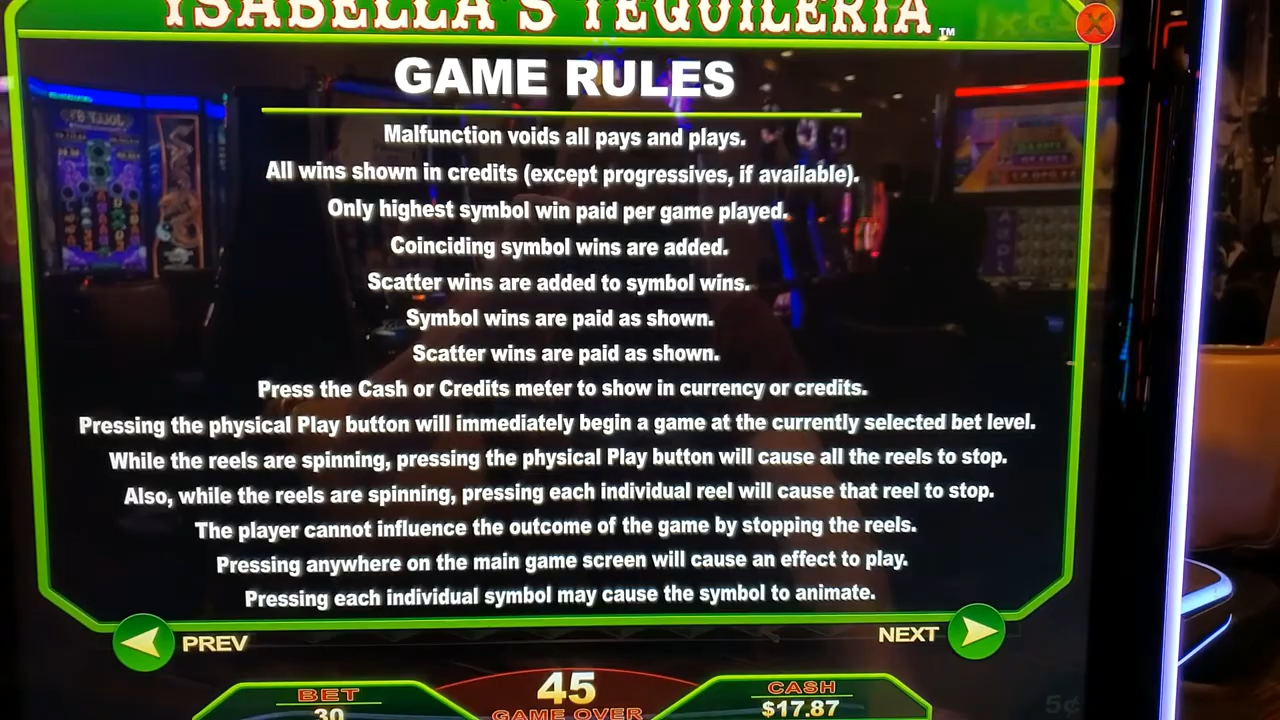 YSABELLA'S TEQUILERIA™
X
GAME RULES
Malfunction voids all pays and plays.
All wins shown in credits (except progressives, if available).
Only highest symbol win paid per game played.
Coinciding symbol wins are added.
Scatter wins are added to symbol wins.
Symbol wins are paid as shown.
Scatter wins are paid as shown.
Press the Cash or Credits meter to show in currency or credits.
Pressing the physical Play button will immediately begin a game at the currently selected bet level.
While the reels are spinning, pressing the physical Play button will cause all the reels to stop.
Also, while the reels are spinning, pressing each individual reel will cause that reel to stop.
The player cannot influence the outcome of the game by stopping the reels.
Pressing anywhere on the main game screen will cause an effect to play.
Pressing each individual symbol may cause the symbol to animate.
PREV
NEXT
BET
30
45
GAME OVER
CASH
$17.87
5¢